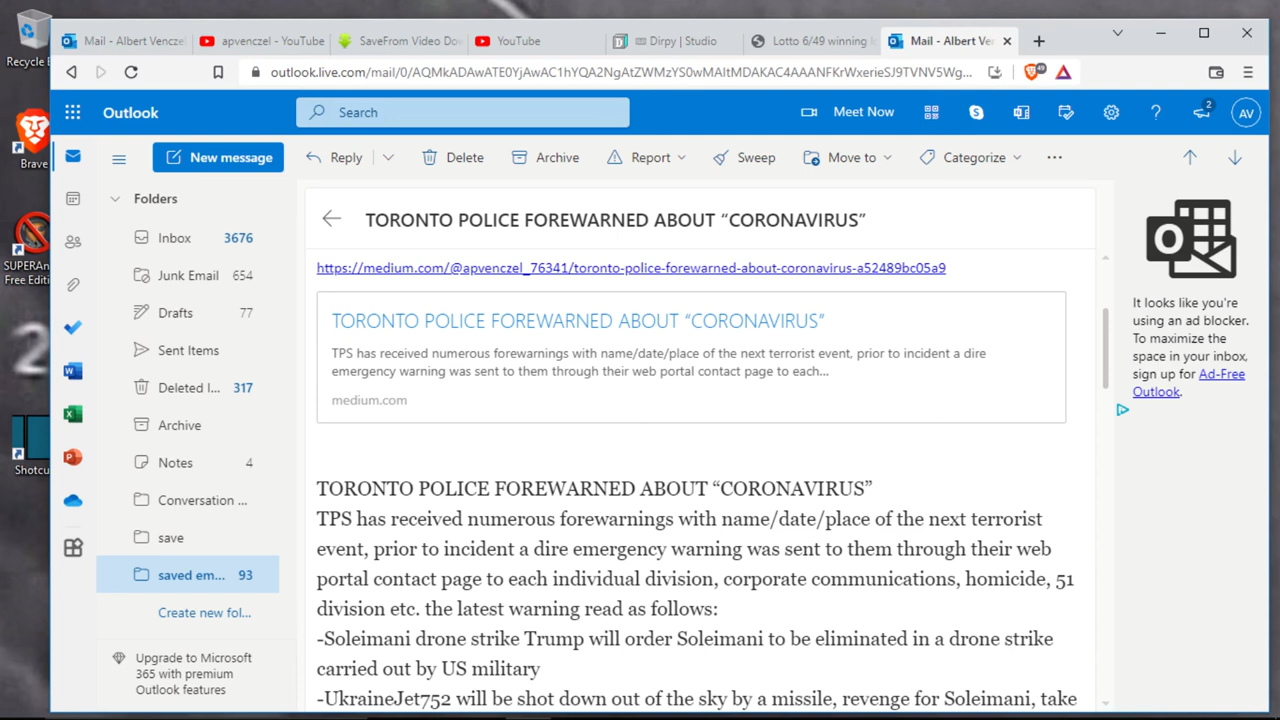 Recycle B
Brave
SUPERAn
Free Editi
Shotcu
Mail - Albert Venczel
apvenczel - YouTube
SaveFrom Video Do
YouTube
Dirpy | Studio
Lotto 6/49 winning
Mail - Albert Ver
outlook.live.com/mail/0/AQMkADAwATE0YjAwAC1hYQA2NgAtZWMzYS0wMAItMDAKAC4AAANFKrWxerieSJ9TVNV5Wg...
49
Outlook
Search
Meet Now
2
AV
New message
Reply
Delete
Archive
Report
Sweep
Move to
Categorize
Folders
Inbox 3676
Junk Email 654
Drafts 77
Sent Items
Deleted I... 317
Archive
Notes 4
Conversation ...
save
saved em... 93
Create new fol...
Upgrade to Microsoft
365 with premium
Outlook features
TORONTO POLICE FOREWARNED ABOUT “CORONAVIRUS”
https://medium.com/@apvenczel_76341/toronto-police-forewarned-about-coronavirus-a52489bc05a9
TORONTO POLICE FOREWARNED ABOUT “CORONAVIRUS”
TPS has received numerous forewarnings with name/date/place of the next terrorist event, prior to incident a dire
emergency warning was sent to them through their web portal contact page to each...
medium.com
TORONTO POLICE FOREWARNED ABOUT “CORONAVIRUS”
TPS has received numerous forewarnings with name/date/place of the next terrorist
event, prior to incident a dire emergency warning was sent to them through their web
portal contact page to each individual division, corporate communications, homicide, 51
division etc. the latest warning read as follows:
-Soleimani drone strike Trump will order Soleimani to be eliminated in a drone strike
carried out by US military
-UkraineJet752 will be shot down out of the sky by a missile, revenge for Soleimani, take
It looks like you're
using an ad blocker.
To maximize the
space in your inbox,
sign up for Ad-Free
Outlook.